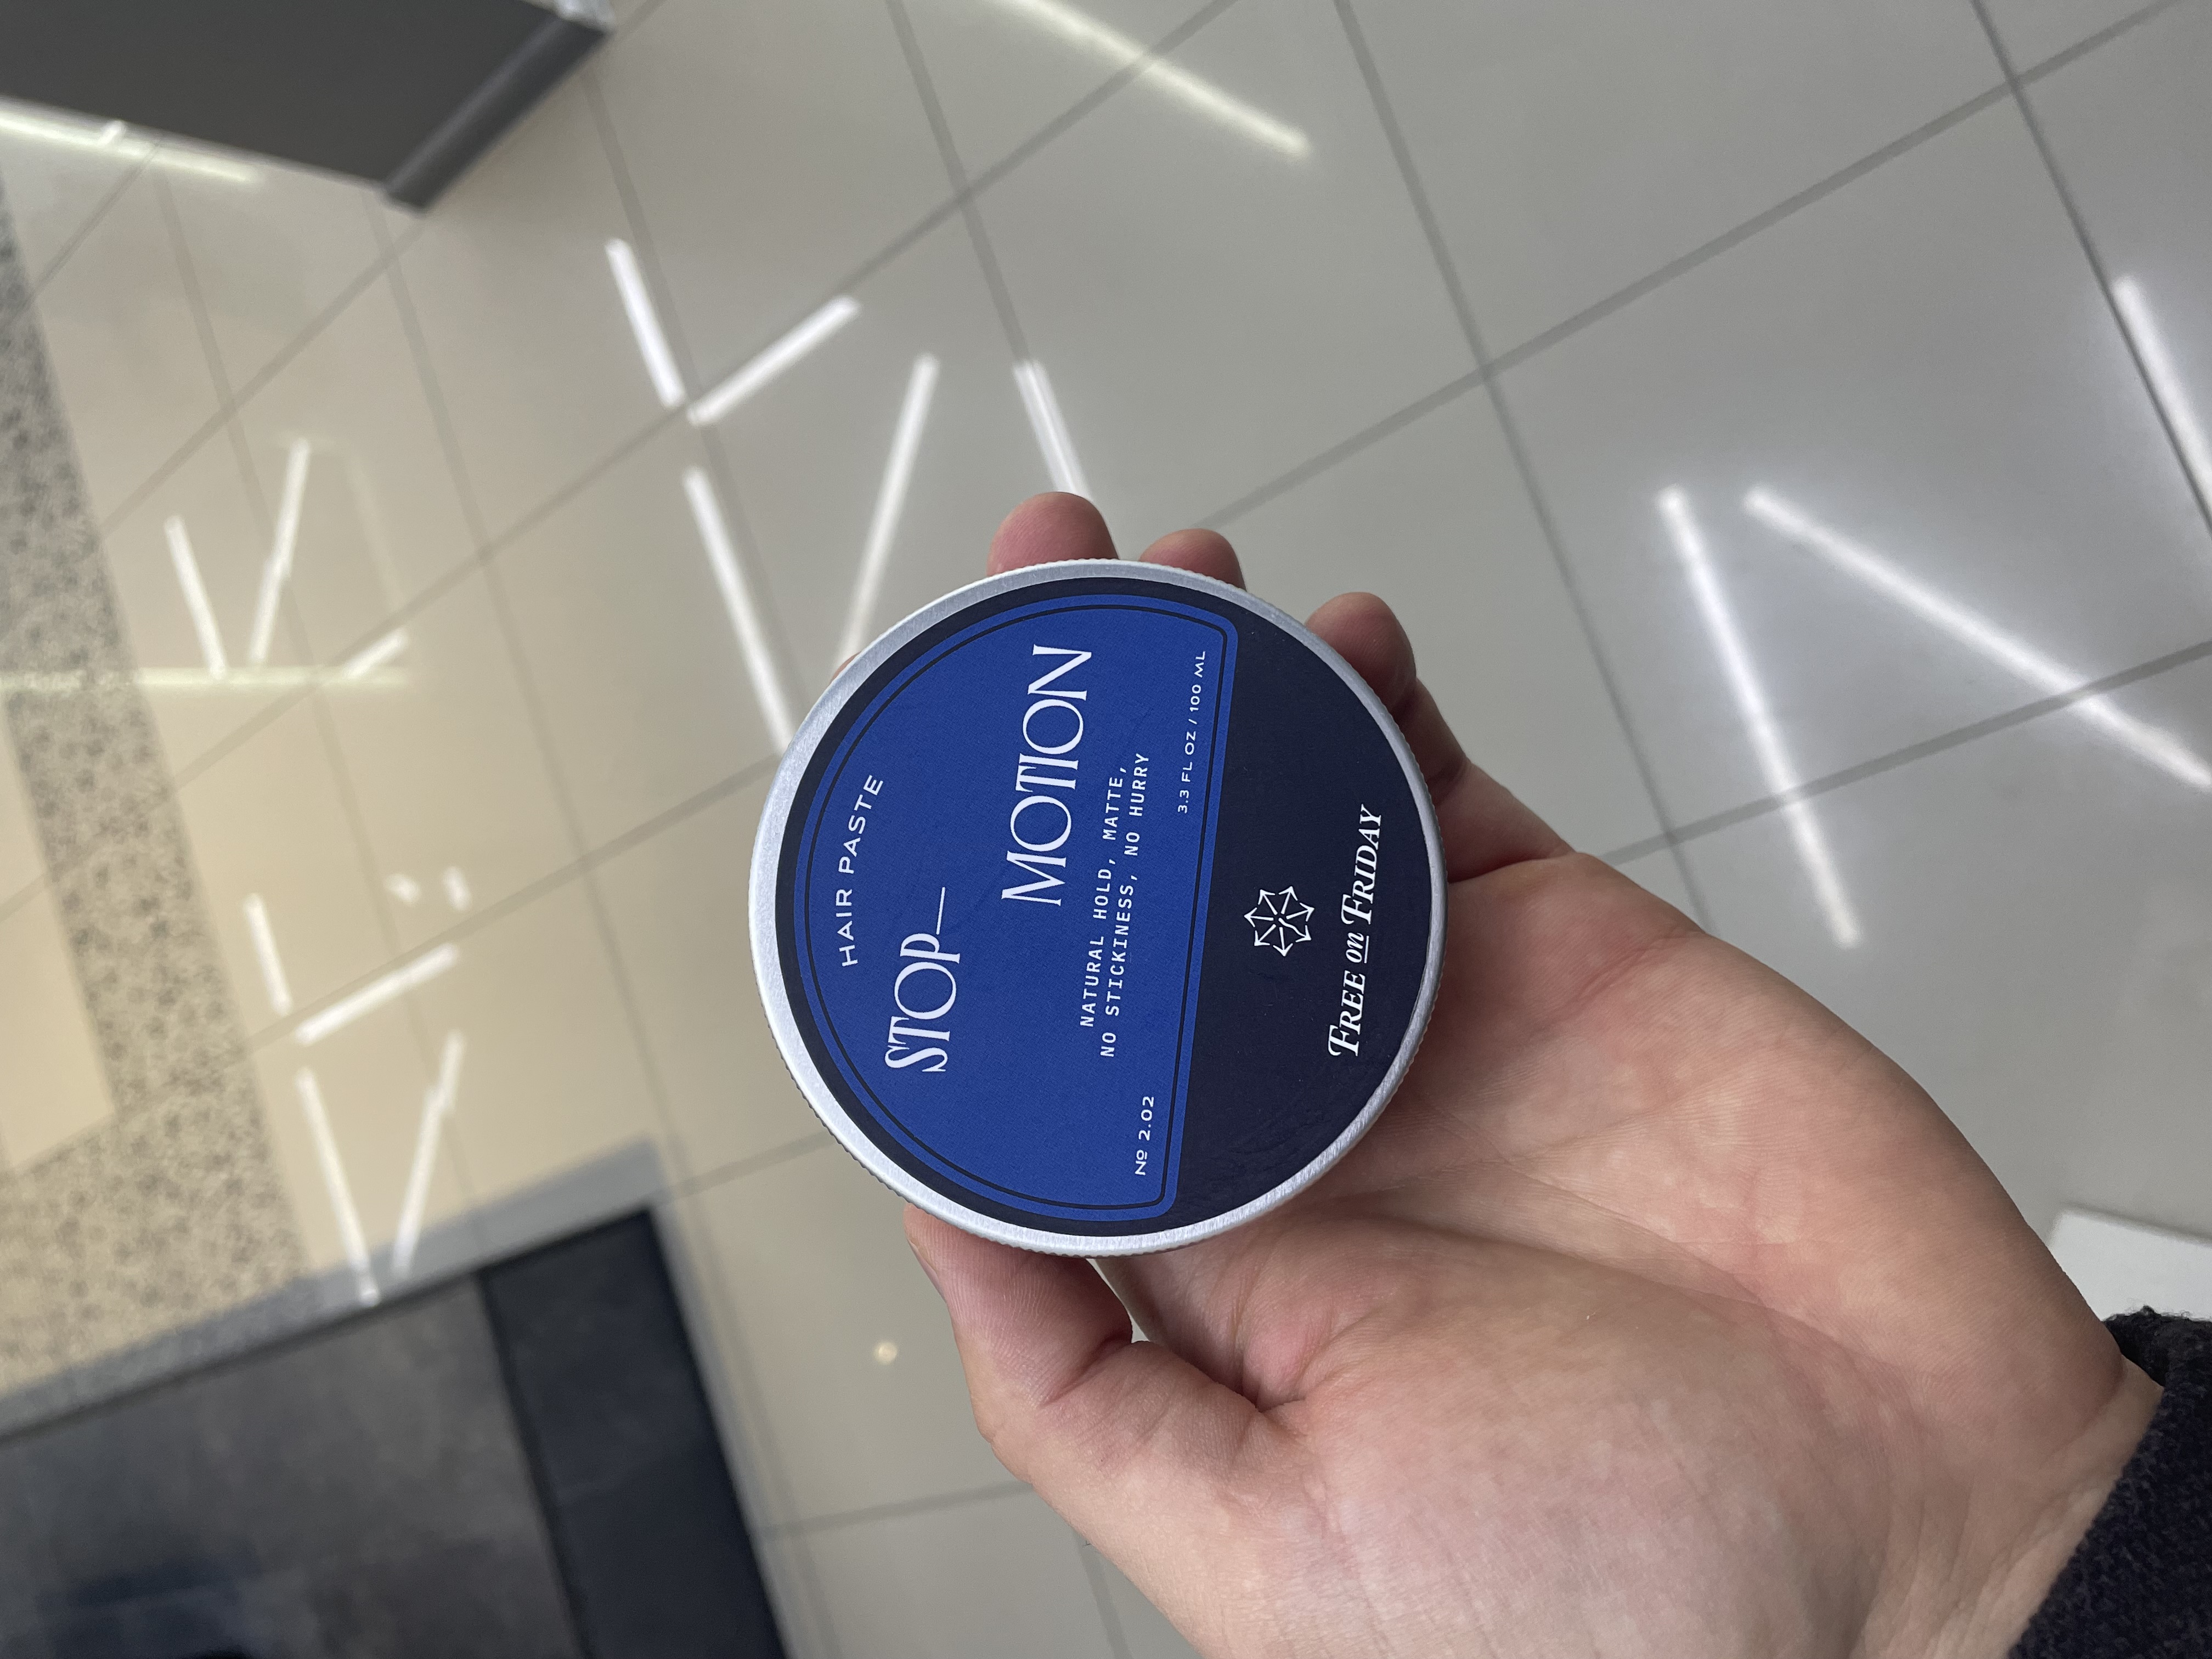 HAIR PASTE
STOP—
MOTION
NATURAL HOLD, MATTE,
NO STICKINESS, NO HURRY
Nº 2.02
3.3 FL OZ / 100 ML
FREE on FRIDAY